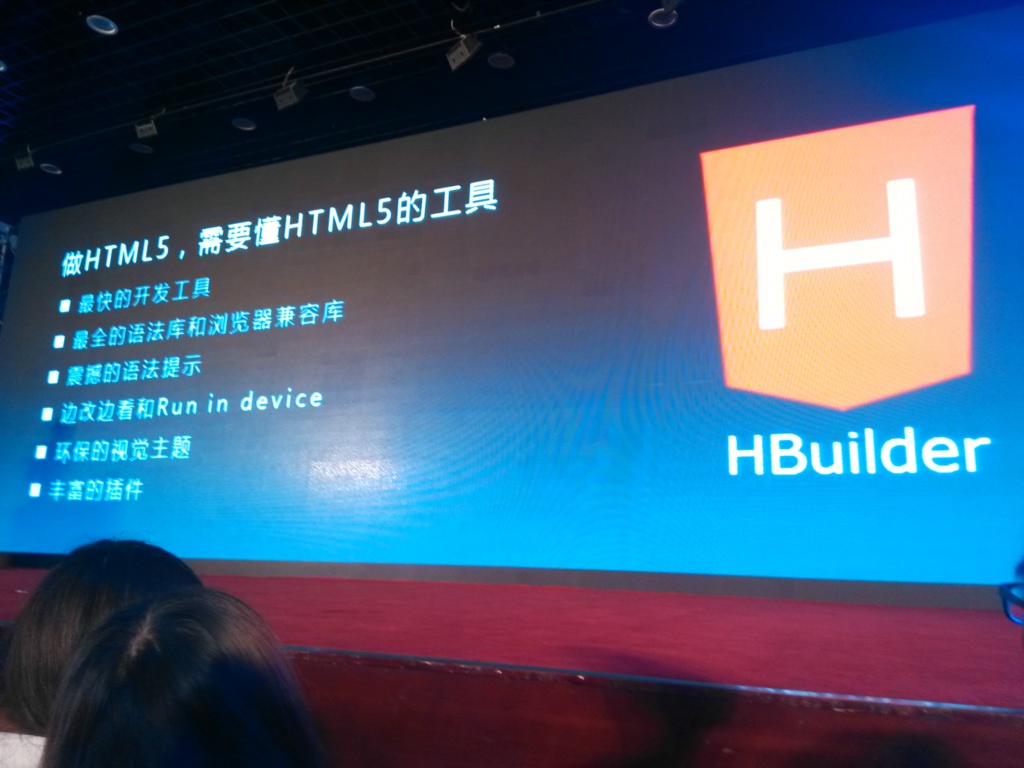 做HTML5，需要懂HTML5的工具
最快的开发工具
最全的语法库和浏览器兼容库
震撼的语法提示
边改边看和Run in device
环保的视觉主题
丰富的插件
H
HBuilder